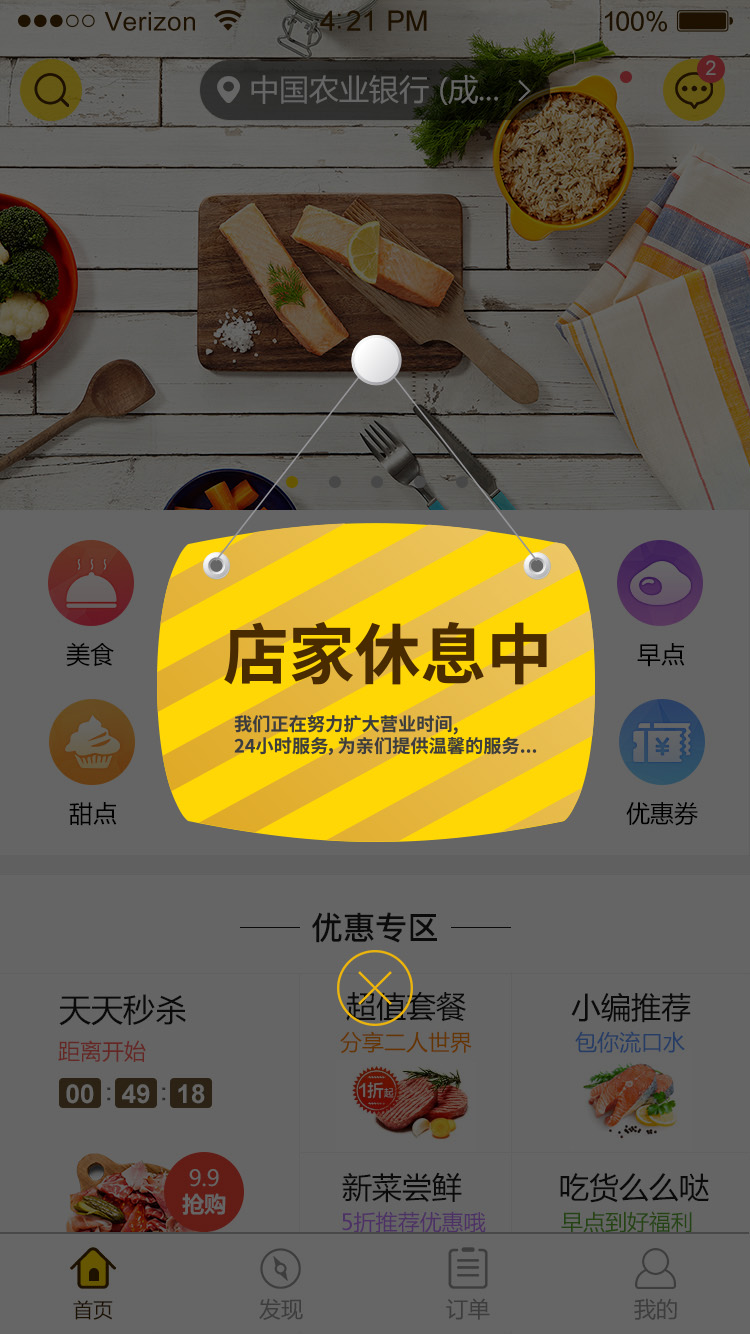 Verizon 4:21 PM 100%
中国农业银行 (成...
2
美食
早点
店家休息中
我们正在努力扩大营业时间,
24小时服务, 为亲们提供温馨的服务...
甜点
优惠券
优惠专区
天天秒杀
距离开始
00:49:18
9.9
抢购
超值套餐
分享二人世界
1折起
小编推荐
包你流口水
新菜尝鲜
5折推荐优惠哦
吃货么么哒
早点到好福利
首页
发现
订单
我的